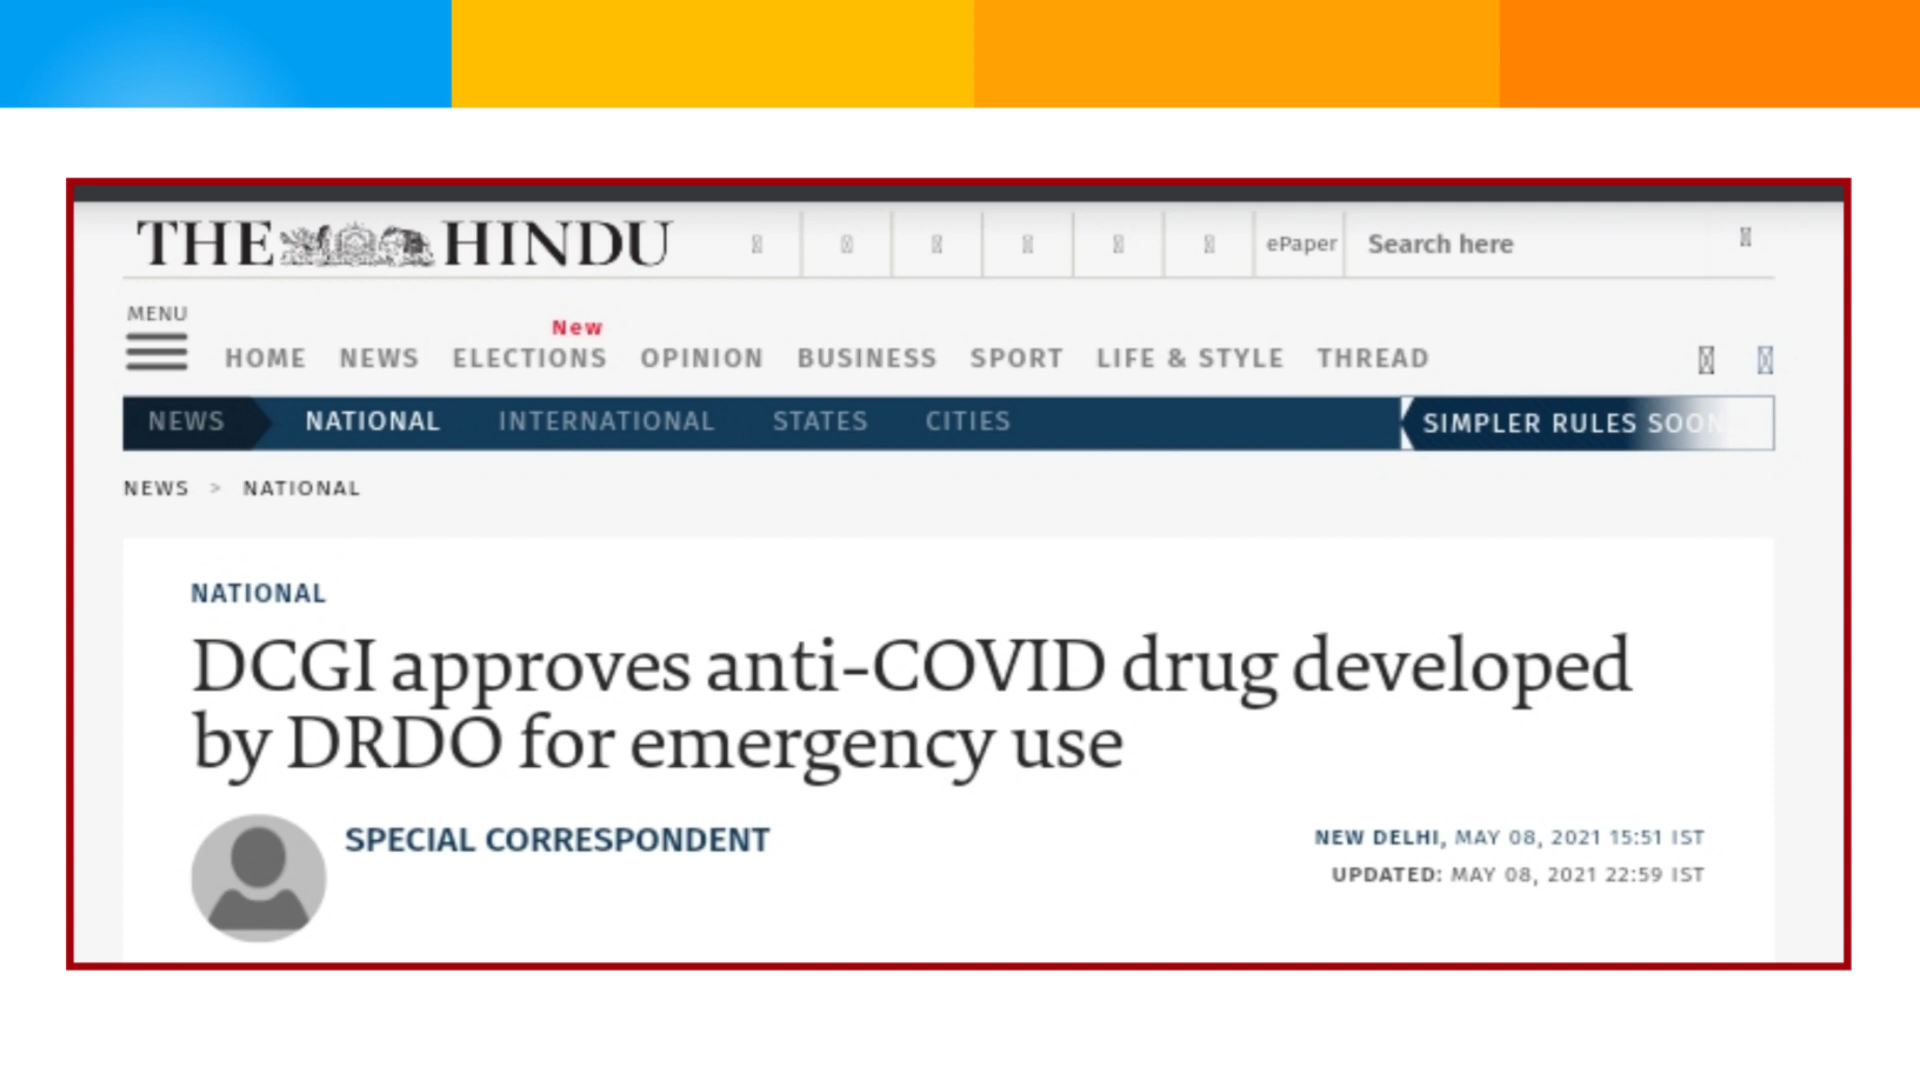 THE HINDU
ePaper
Search here
MENU
New
HOME NEWS ELECTIONS OPINION BUSINESS SPORT LIFE & STYLE THREAD
NEWS NATIONAL INTERNATIONAL STATES CITIES SIMPLER RULES SOON
NEWS > NATIONAL
NATIONAL
DCGI approves anti-COVID drug developed
by DRDO for emergency use
SPECIAL CORRESPONDENT
NEW DELHI, MAY 08, 2021 15:51 IST
UPDATED: MAY 08, 2021 22:59 IST